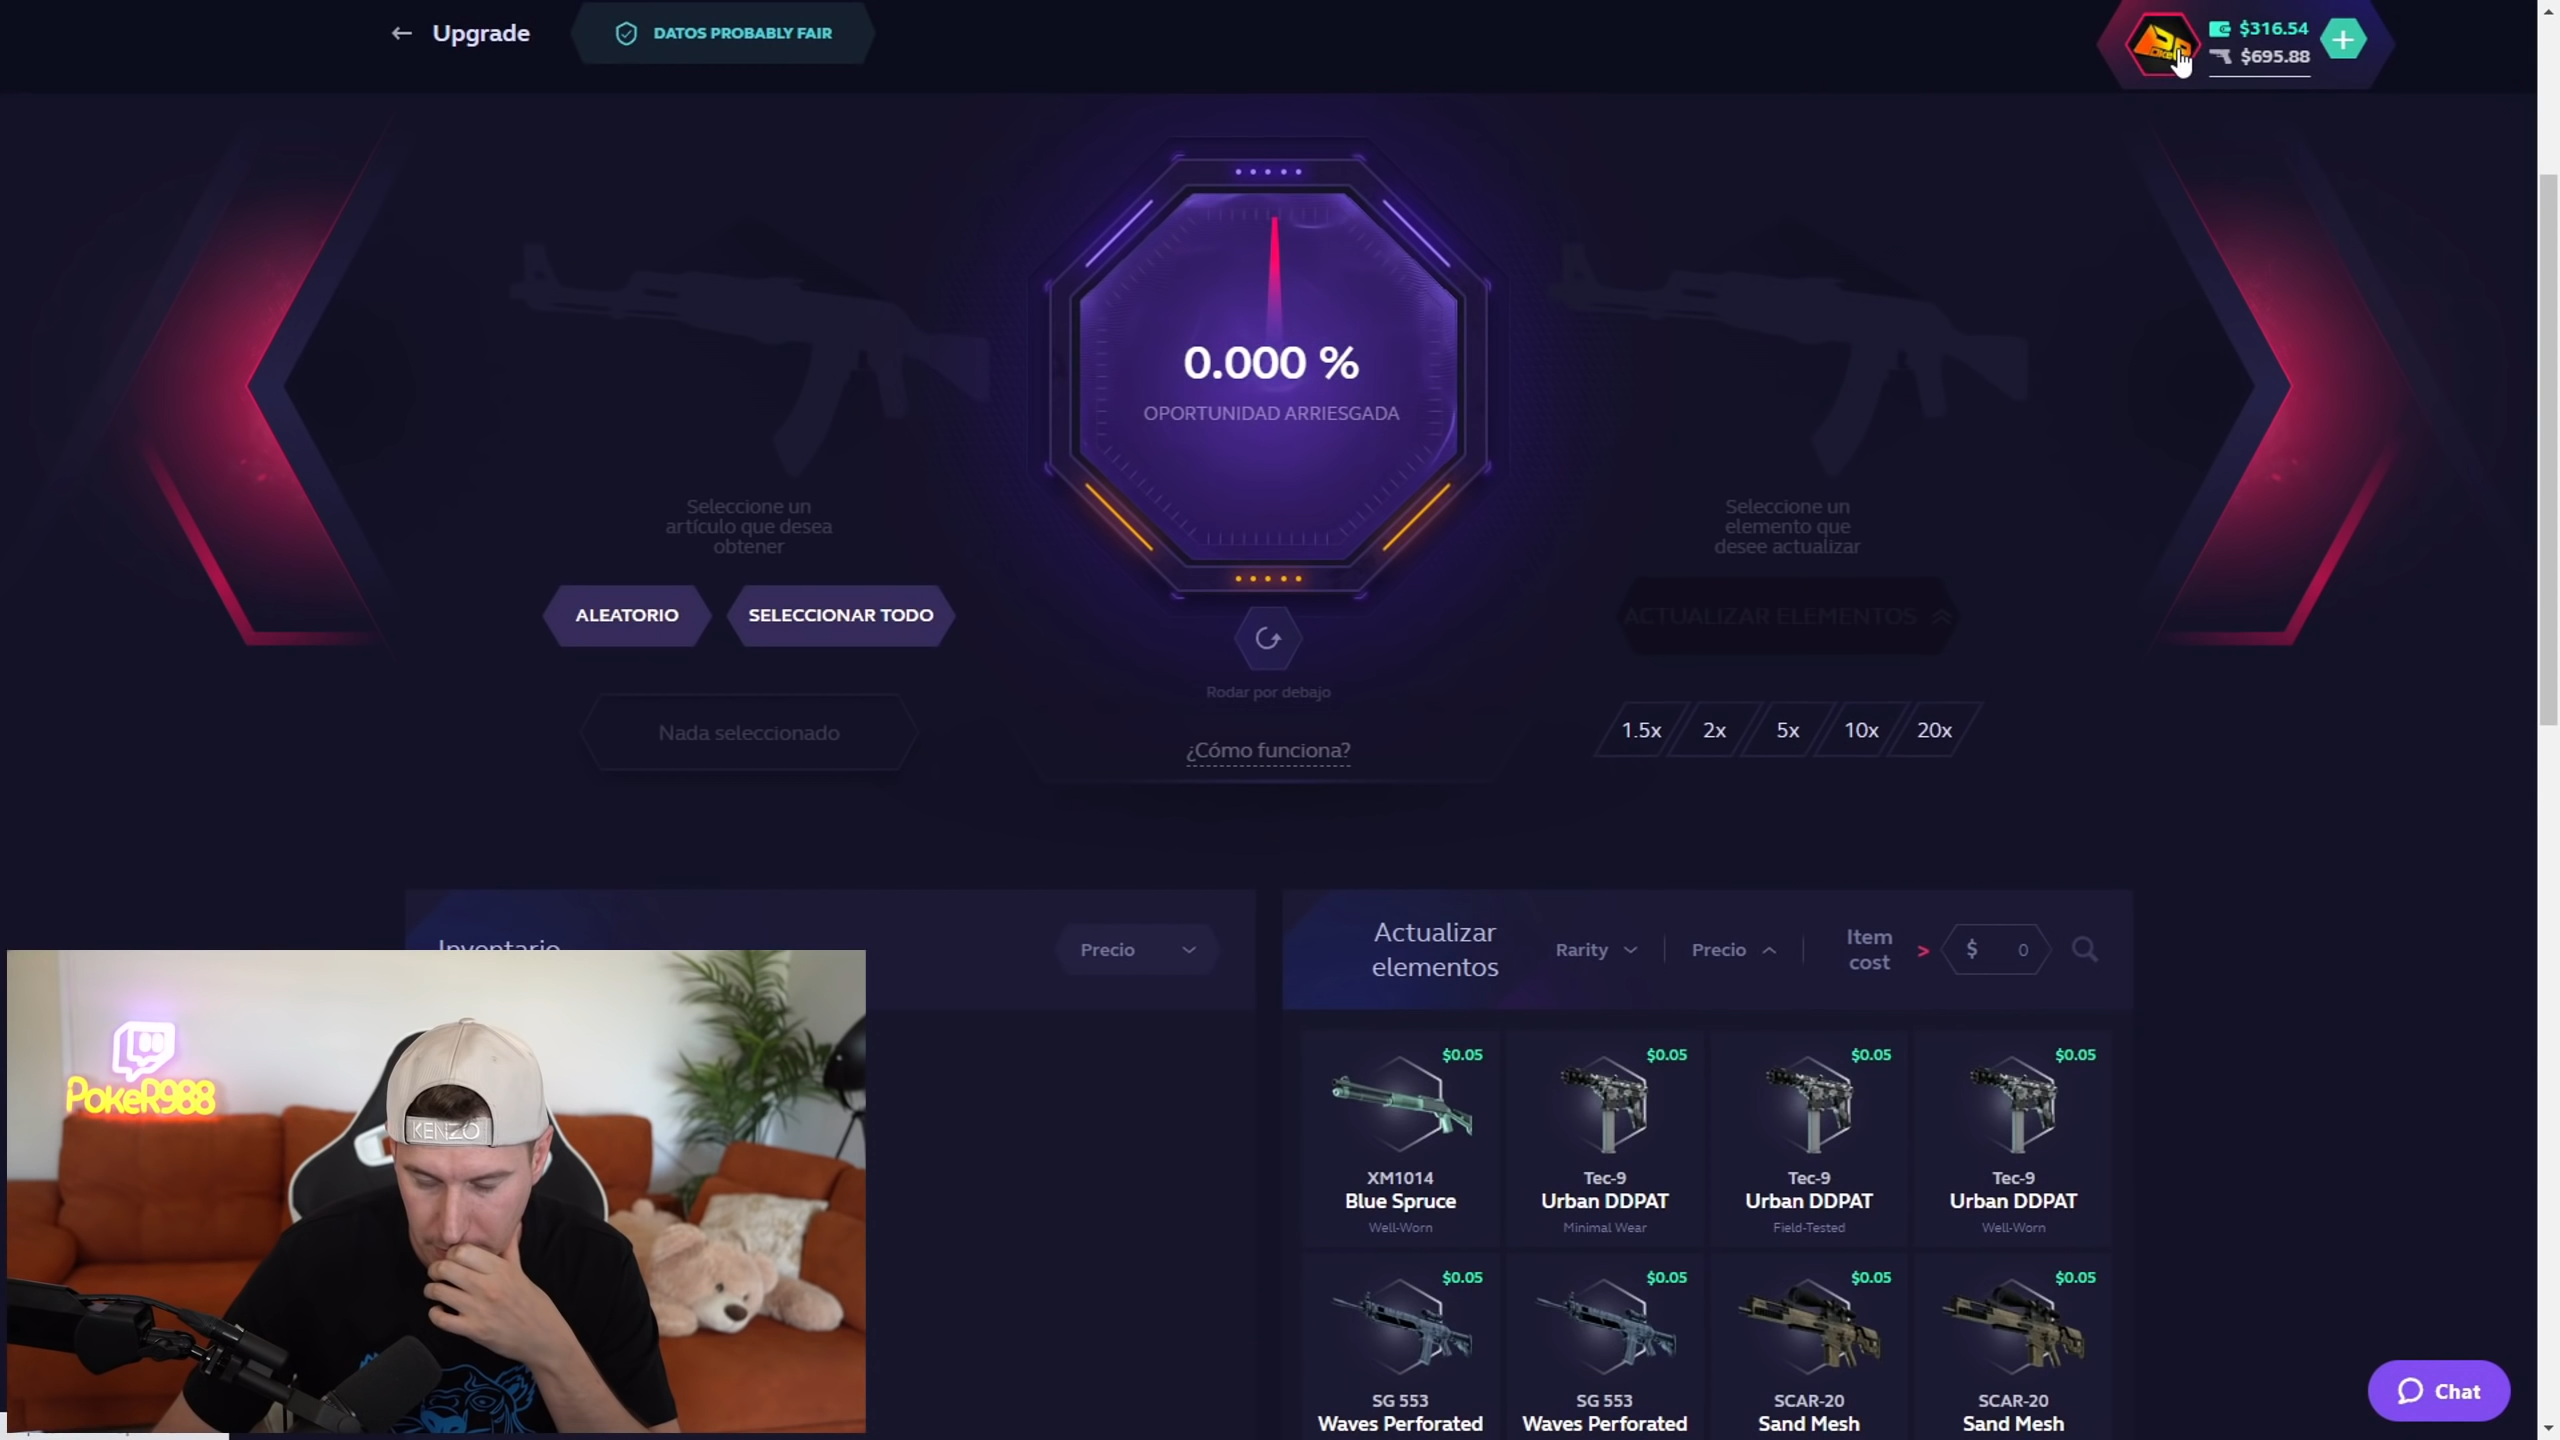 Upgrade
DATOS PROBABLY FAIR
$316.54
$695.88
0.000 %
OPORTUNIDAD ARRIESGADA
Seleccione un
artículo que desea
obtener
Seleccione un
elemento que
desee actualizar
ALEATORIO
SELECCIONAR TODO
ACTUALIZAR ELEMENTOS
Nada seleccionado
Rodar por debajo
¿Cómo funciona?
1.5x
2x
5x
10x
20x
Inventario
Precio
Actualizar
elementos
Rarity
Precio
Item
cost
>
$ 0
$0.05
XM1014
Blue Spruce
Well-Worn
$0.05
Tec-9
Urban DDPAT
Minimal Wear
$0.05
Tec-9
Urban DDPAT
Field-Tested
$0.05
Tec-9
Urban DDPAT
Well-Worn
$0.05
SG 553
Waves Perforated
$0.05
SG 553
Waves Perforated
$0.05
SCAR-20
Sand Mesh
$0.05
SCAR-20
Sand Mesh
PokeR988
KENZO
Chat